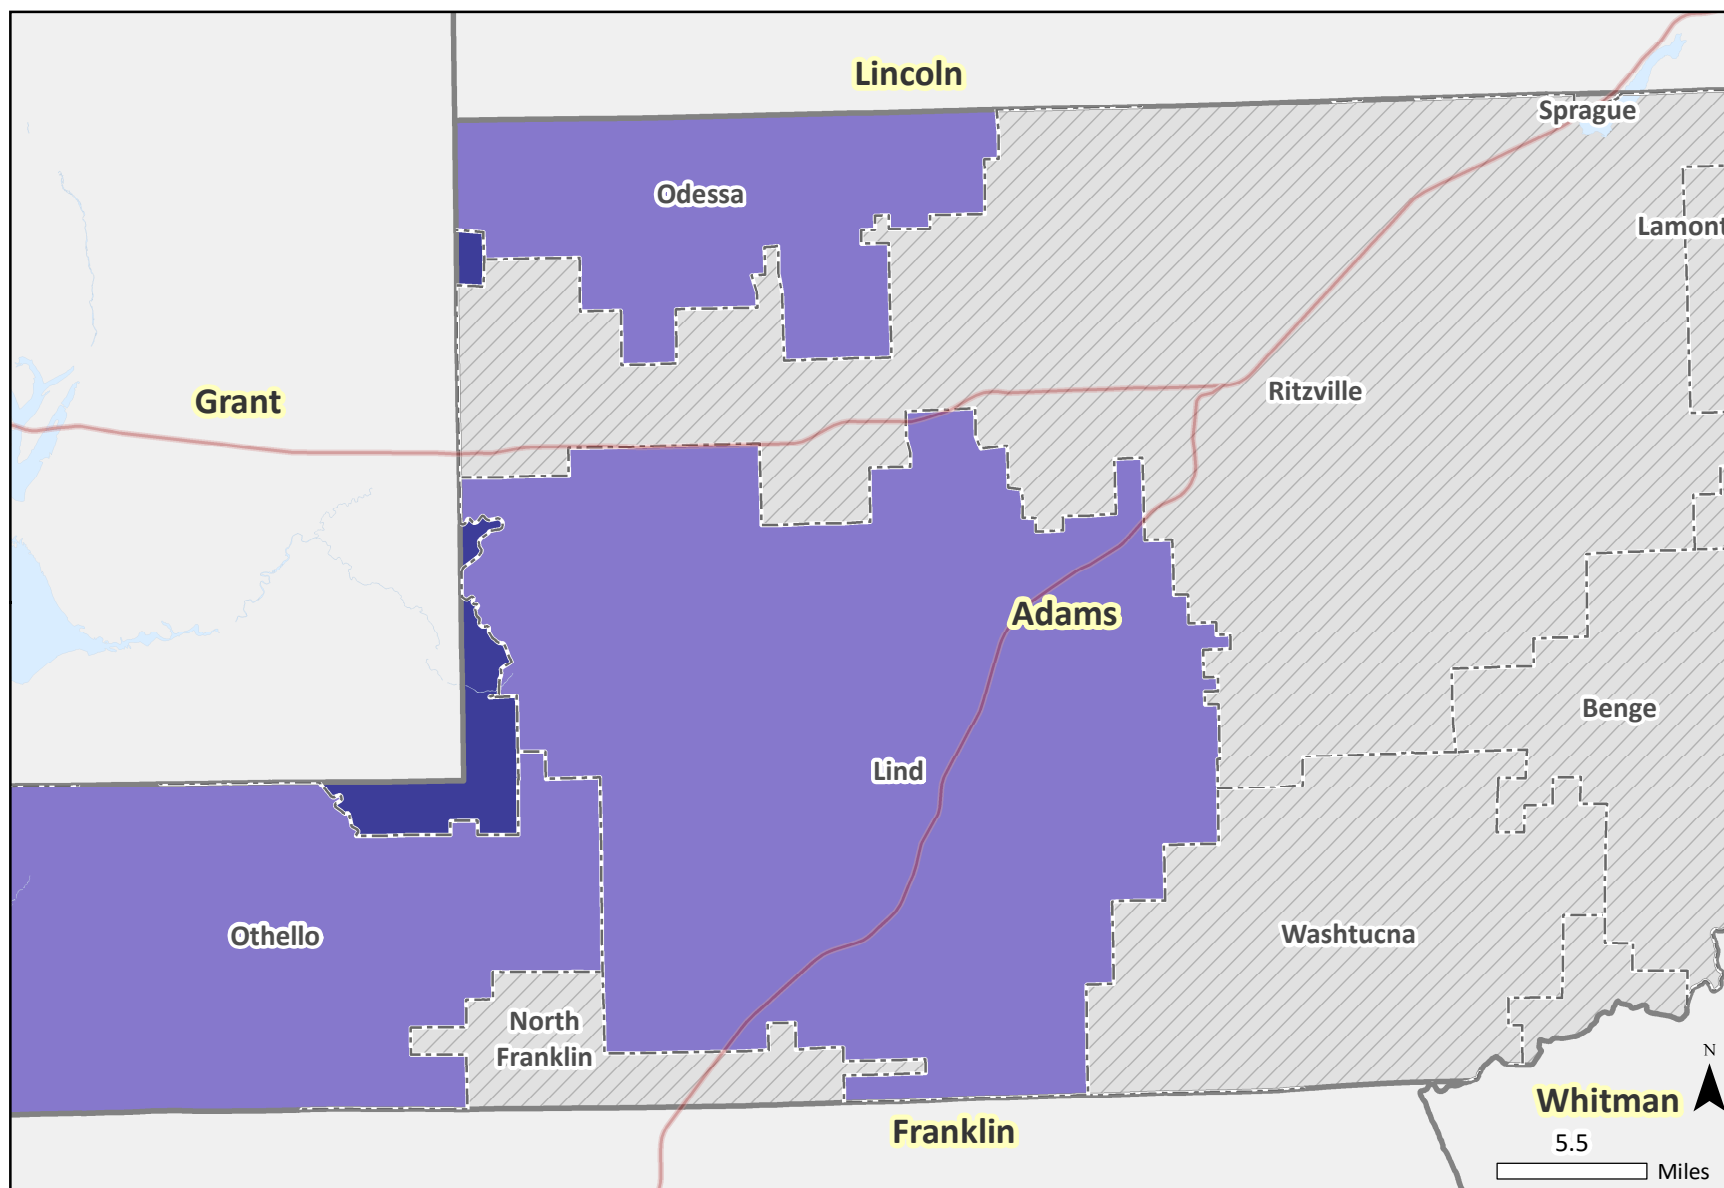 Lincoln
Sprague
Odessa
Lamont
Grant
Ritzville
Adams
Benge
Lind
Othello
Washtucna
North
Franklin
N
Whitman
Franklin
5.5
Miles